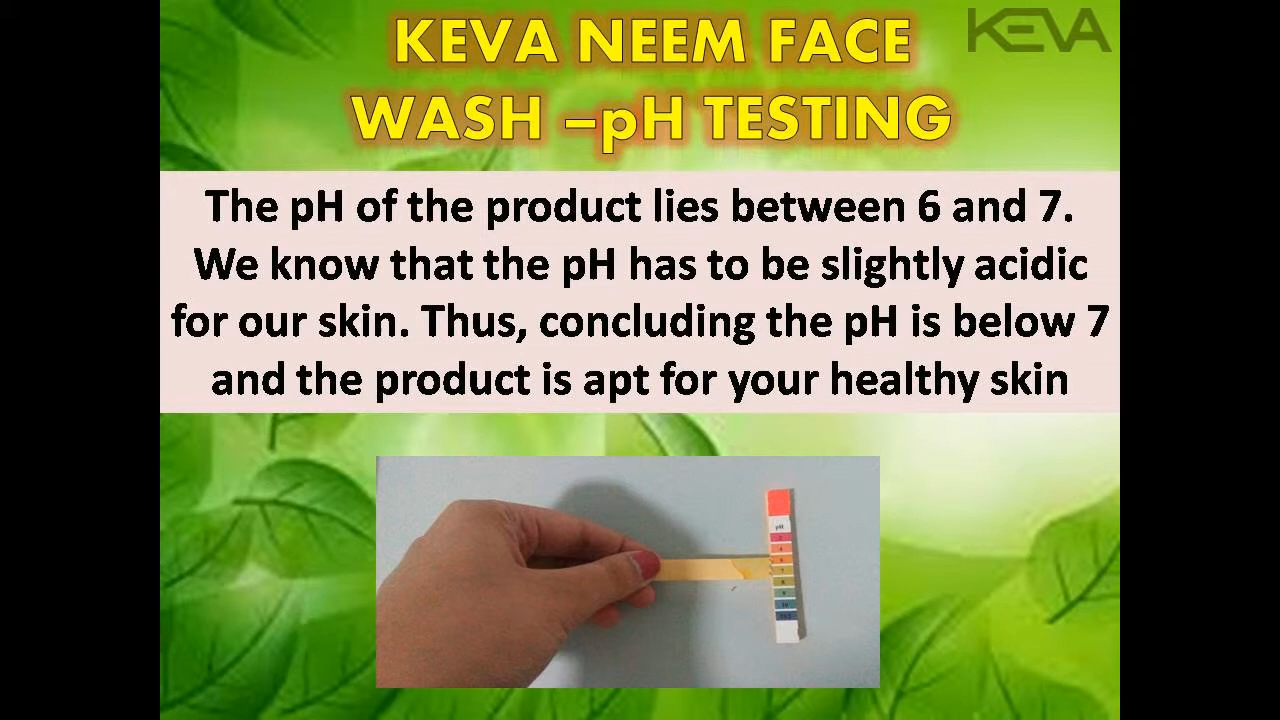 KEVA NEEM FACE
KEVA
WASH –pH TESTING
The pH of the product lies between 6 and 7.
We know that the pH has to be slightly acidic
for our skin. Thus, concluding the pH is below 7
and the product is apt for your healthy skin
pH